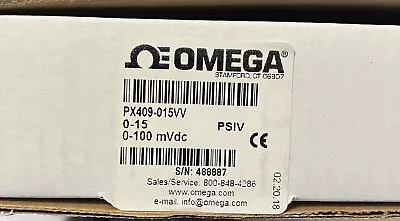 OMEGA®
STAMFORD, CT 06907
PX409-015VV
0-15 PSIV
0-100 mVdc
CE
S/N: 488887
Sales/Service: 800-848-4286
www.omega.com
e-mail: info@omega.com
02.20.18